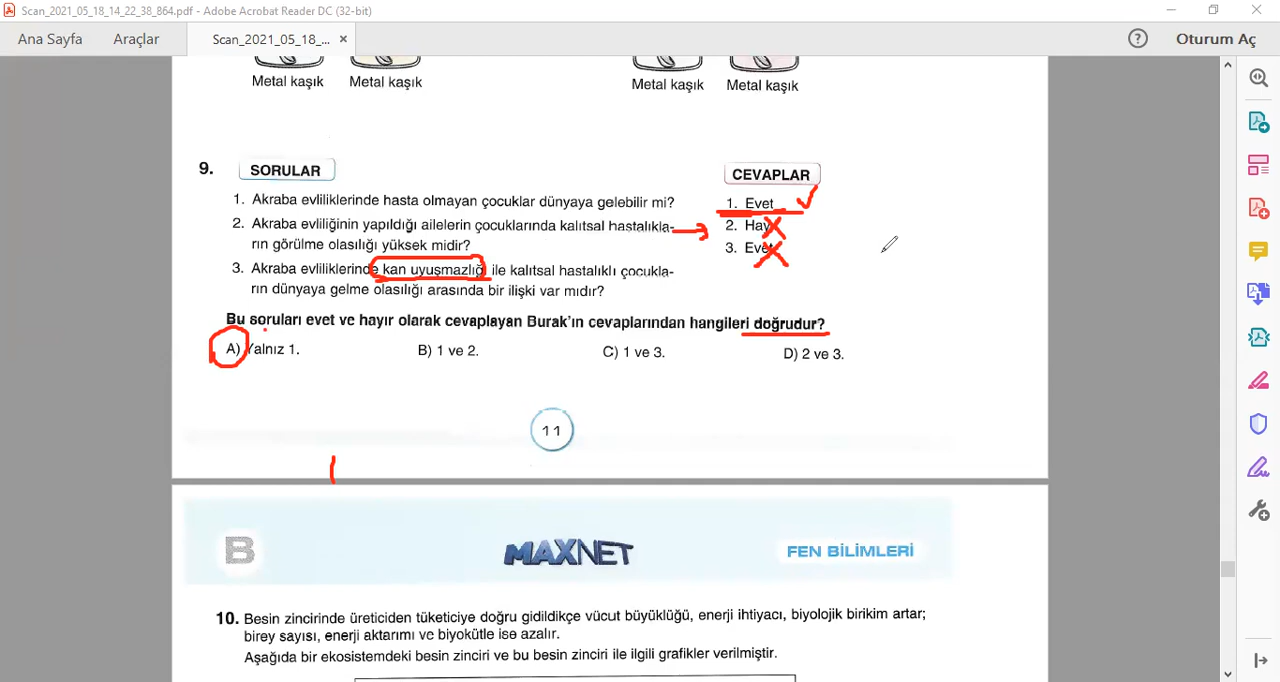 Scan_2021_05_18_14_22_38_864.pdf - Adobe Acrobat Reader DC (32-bit)
Ana Sayfa Araçlar Scan_2021_05_18_... × ? Oturum Aç
Metal kaşık Metal kaşık Metal kaşık Metal kaşık
9. SORULAR CEVAPLAR
1. Akraba evliliklerinde hasta olmayan çocuklar dünyaya gelebilir mi? 1. Evet
2. Akraba evliliğinin yapıldığı ailelerin çocuklarında kalıtsal hastalıkla- 2. Hay
rın görülme olasılığı yüksek midir? 3. Evet
3. Akraba evliliklerinde kan uyuşmazlığı ile kalıtsal hastalıklı çocukla-
rın dünyaya gelme olasılığı arasında bir ilişki var mıdır?
Bu soruları evet ve hayır olarak cevaplayan Burak'ın cevaplarından hangileri doğrudur?
A) Yalnız 1. B) 1 ve 2. C) 1 ve 3. D) 2 ve 3.
11
B MAXNET FEN BİLİMLERİ
10. Besin zincirinde üreticiden tüketiciye doğru gidildikçe vücut büyüklüğü, enerji ihtiyacı, biyolojik birikim artar;
birey sayısı, enerji aktarımı ve biyokütle ise azalır.
Aşağıda bir ekosistemdeki besin zinciri ve bu besin zinciri ile ilgili grafikler verilmiştir.